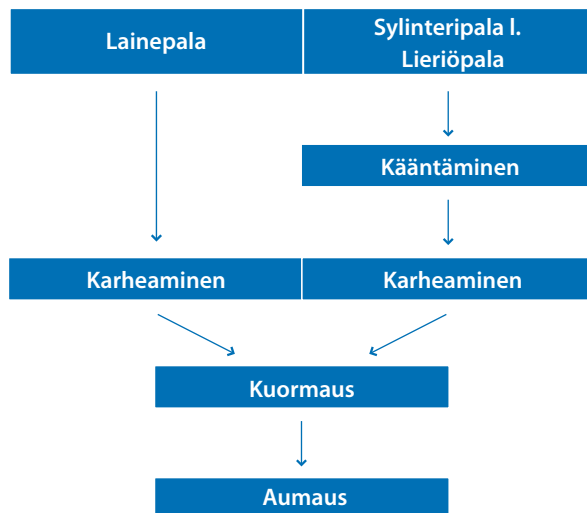 Lainepala
Sylinteripala l.
Lieriöpala
Kääntäminen
Karheaminen
Karheaminen
Kuormaus
Aumaus